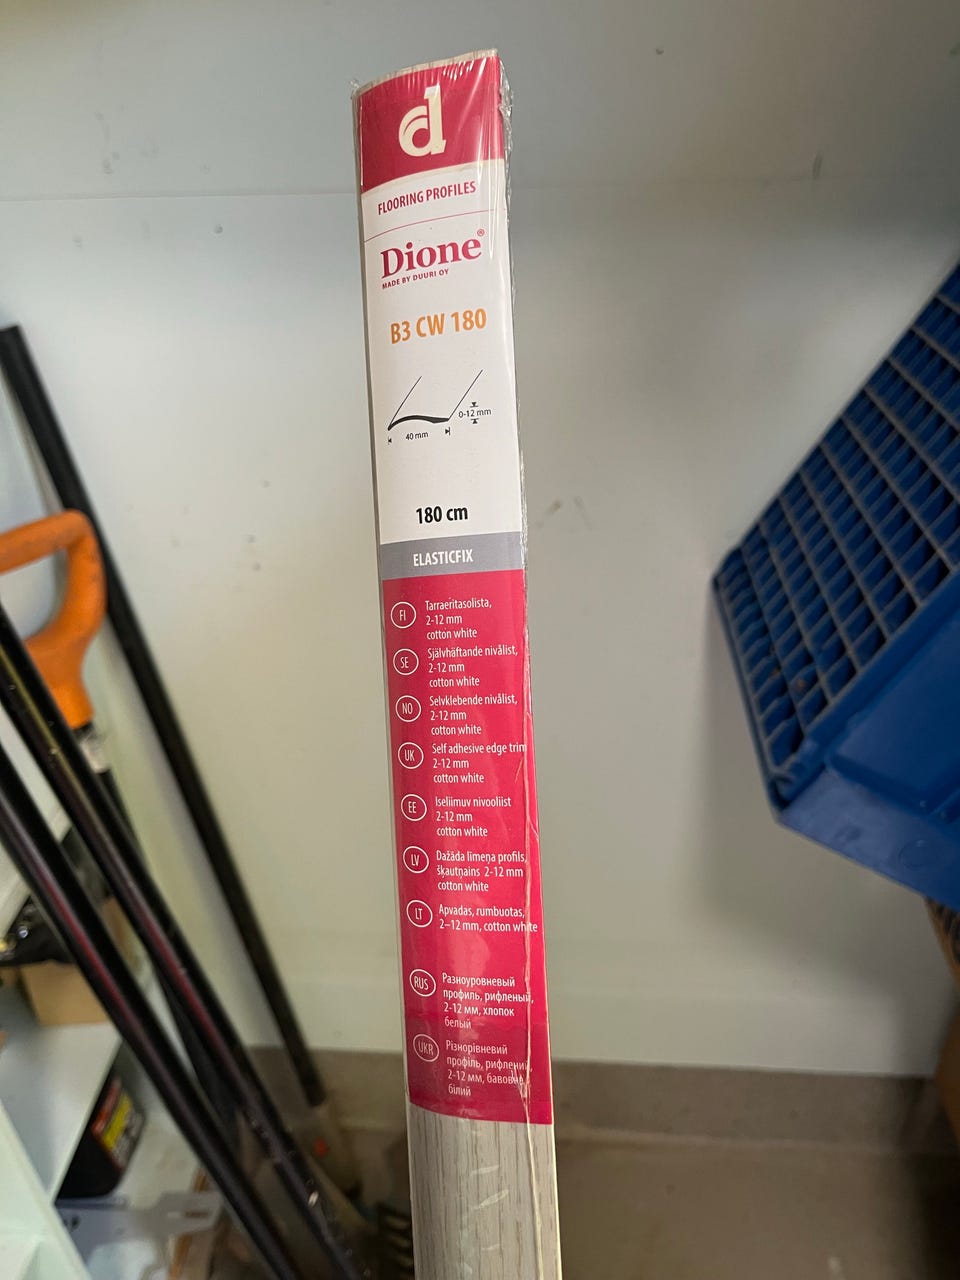 d
FLOORING PROFILES
Dione®
MADE BY DUURI OY
B3 CW 180
0-12 mm
40 mm
180 cm
ELASTICFIX
FI
Tarraeritasolista,
2-12 mm
cotton white
SE
Självhäftande nivålist,
2-12 mm
cotton white
NO
Selvklebende nivålist,
2-12 mm
cotton white
UK
Self adhesive edge trim
2-12 mm
cotton white
EE
Iseliimuv nivooliist
2-12 mm
cotton white
LV
Dažāda līmeņa profils,
škautņains 2-12 mm
cotton white
LT
Apvadas, rumbuotas,
2–12 mm, cotton white
RUS
Разноуровневый
профиль, рифленый,
2-12 мм, хлопок
белый
UKR
Різнорівневий
профіль, рифлений,
2-12 мм, бавовна
білий